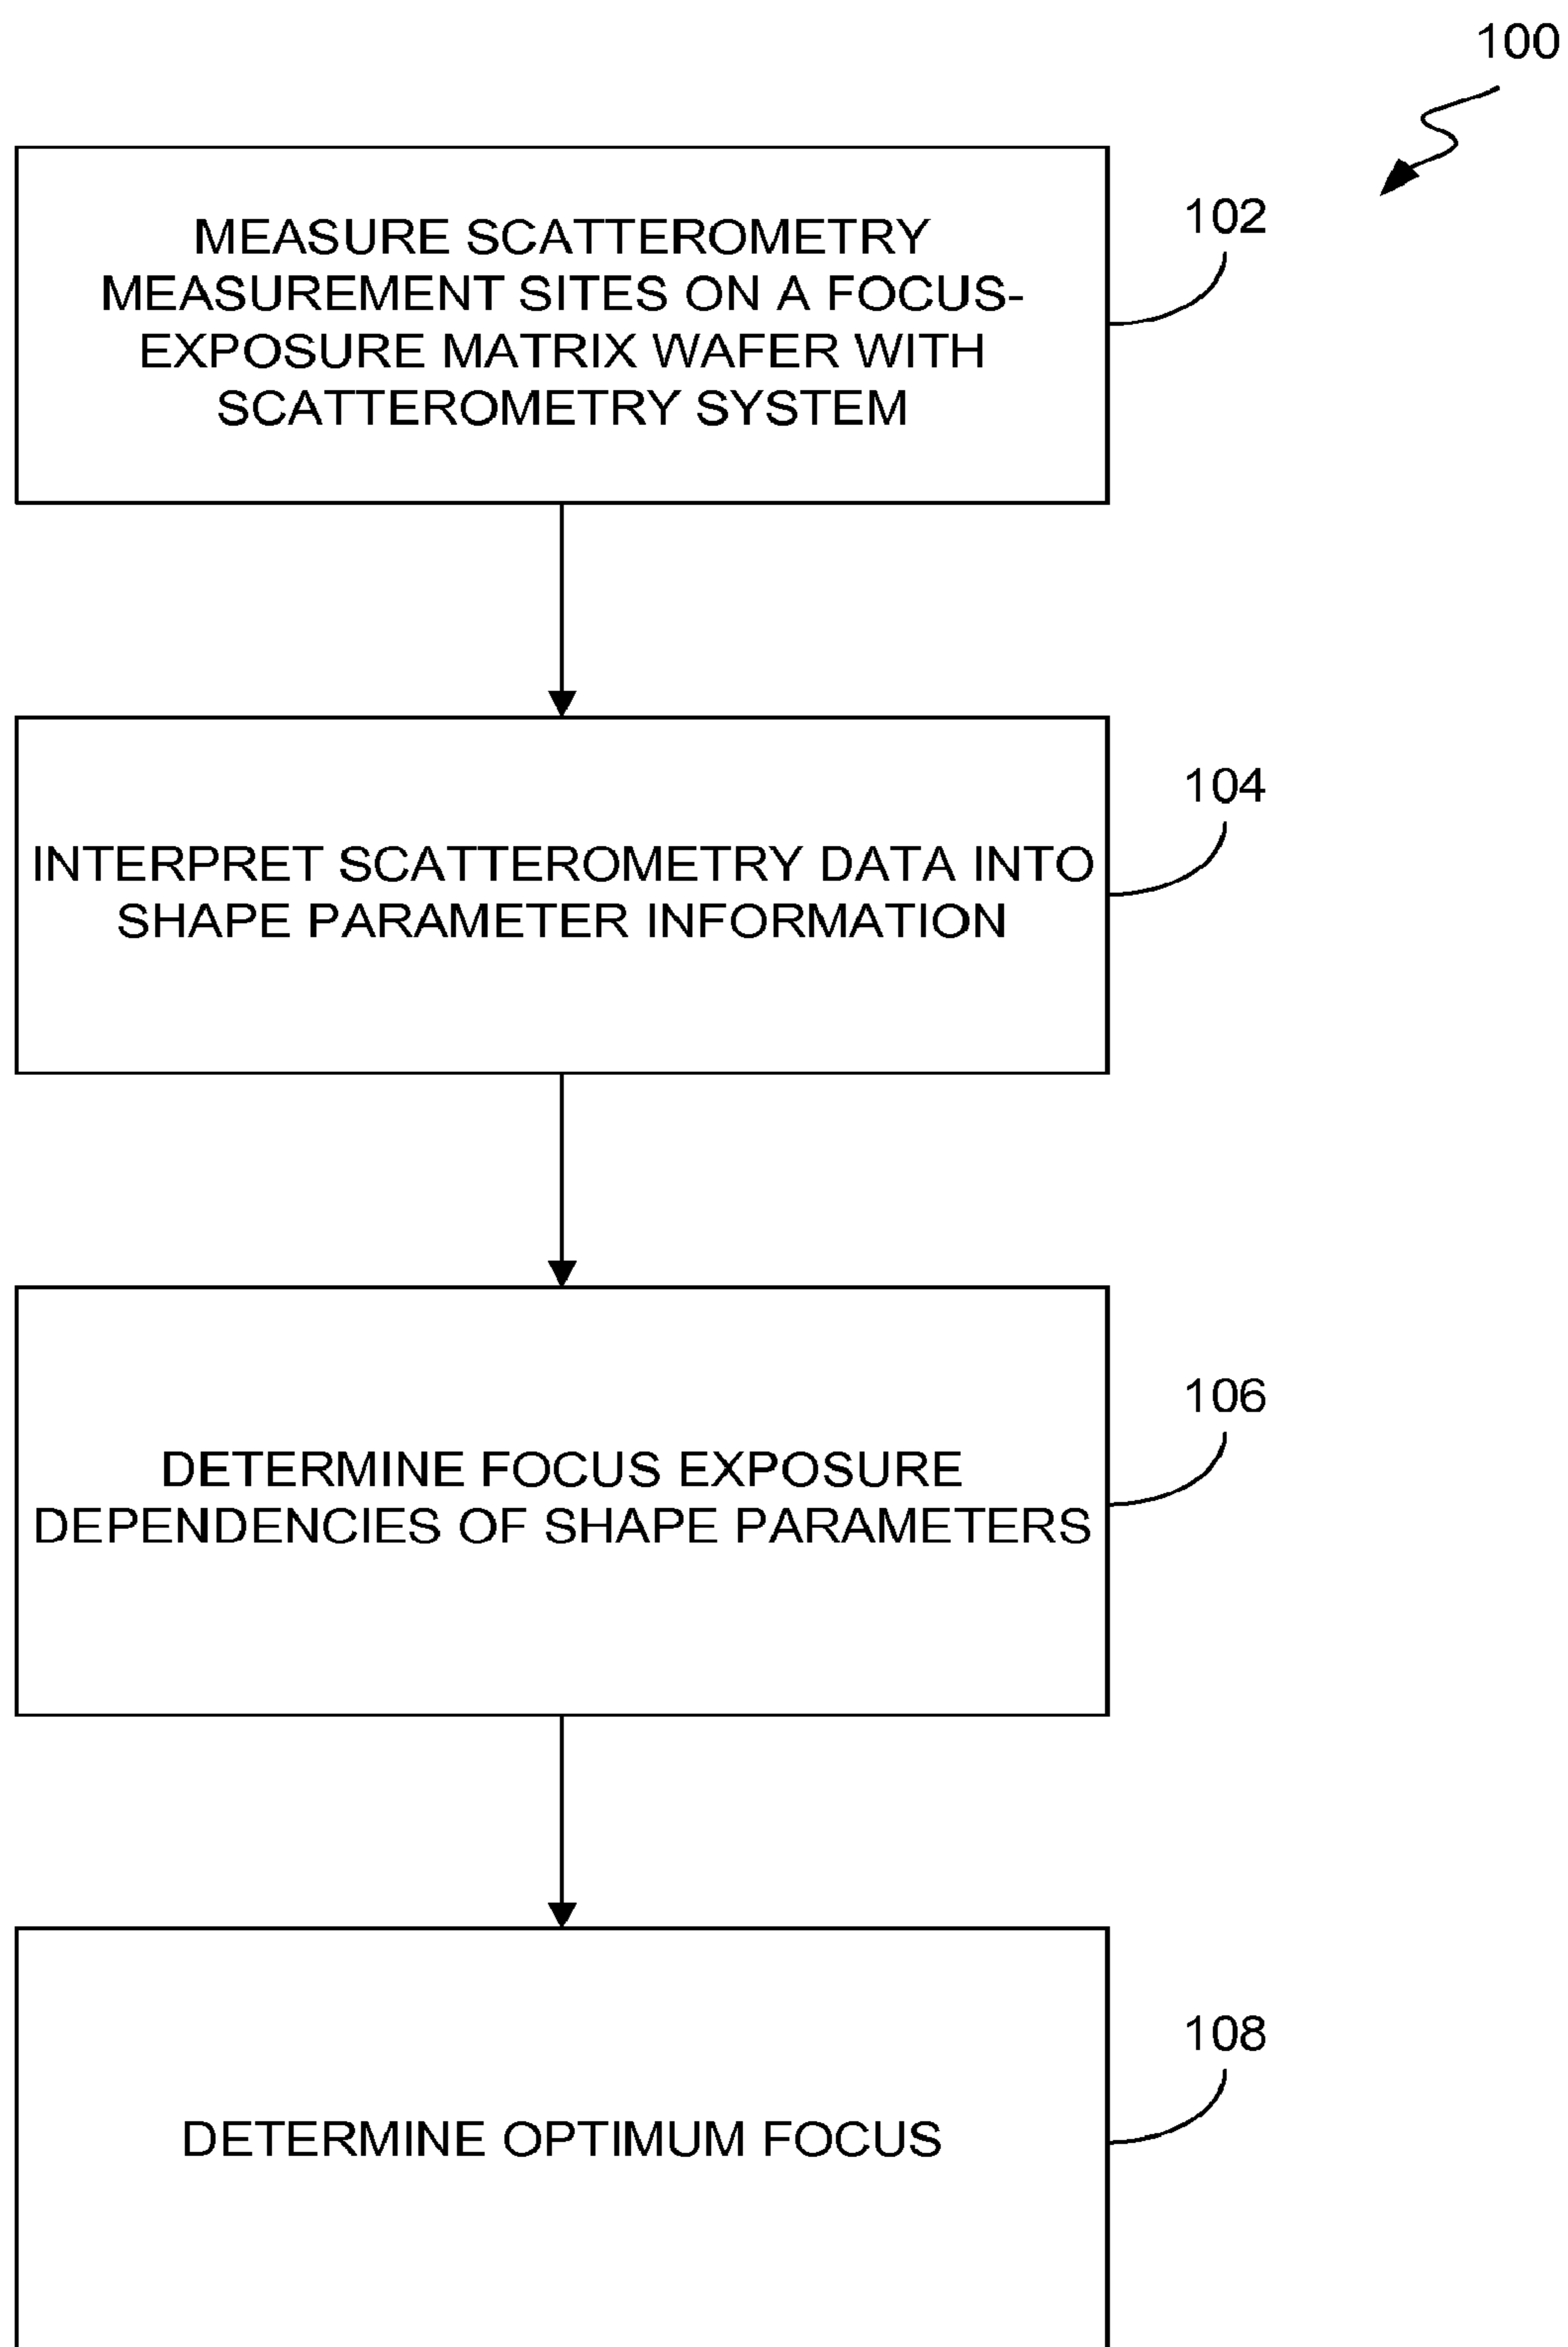 100
MEASURE SCATTEROMETRY
MEASUREMENT SITES ON A FOCUS-
EXPOSURE MATRIX WAFER WITH
SCATTEROMETRY SYSTEM
102
INTERPRET SCATTEROMETRY DATA INTO
SHAPE PARAMETER INFORMATION
104
DETERMINE FOCUS EXPOSURE
DEPENDENCIES OF SHAPE PARAMETERS
106
DETERMINE OPTIMUM FOCUS
108